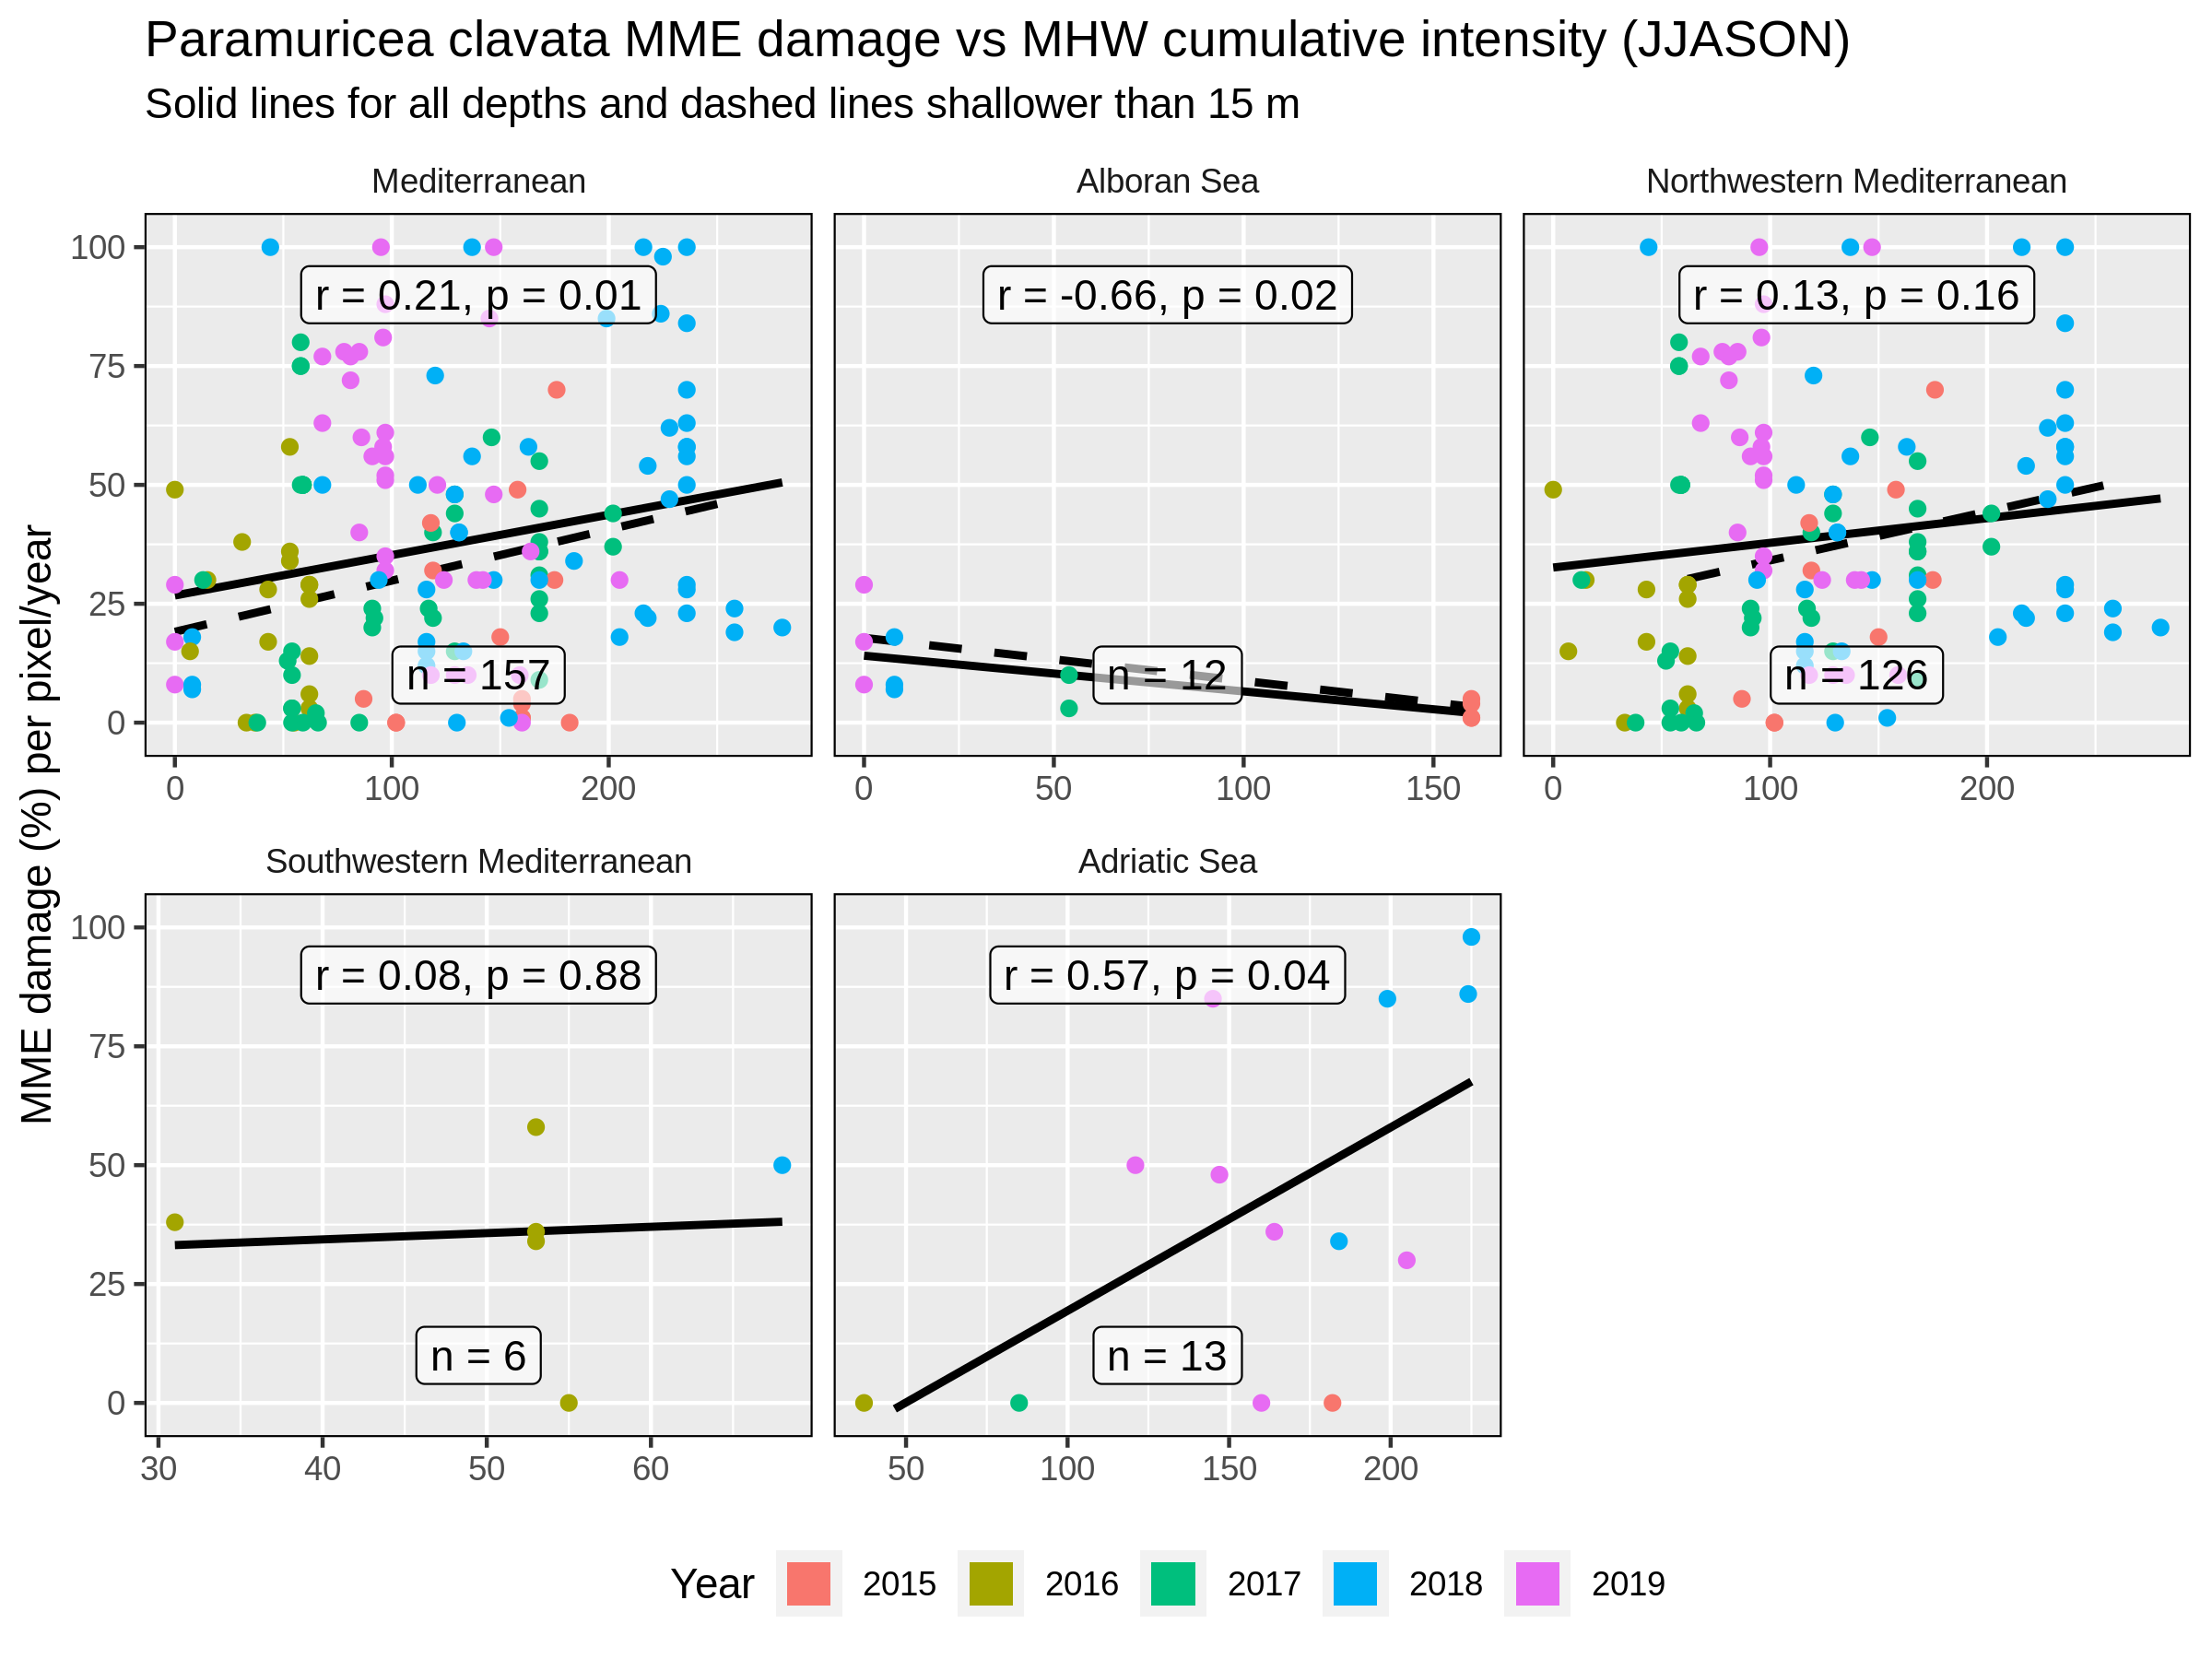 Paramuricea clavata MME damage vs MHW cumulative intensity (JJASON)
Solid lines for all depths and dashed lines shallower than 15 m
Mediterranean
Alboran Sea
Northwestern Mediterranean
MME damage (%) per pixel/year
100
75
50
25
0
r = 0.21, p = 0.01
n = 157
0 100 200
r = -0.66, p = 0.02
n = 12
0 50 100 150
r = 0.13, p = 0.16
n = 126
0 100 200
Southwestern Mediterranean
Adriatic Sea
100
75
50
25
0
r = 0.08, p = 0.88
n = 6
30 40 50 60
r = 0.57, p = 0.04
n = 13
50 100 150 200
Year 2015 2016 2017 2018 2019